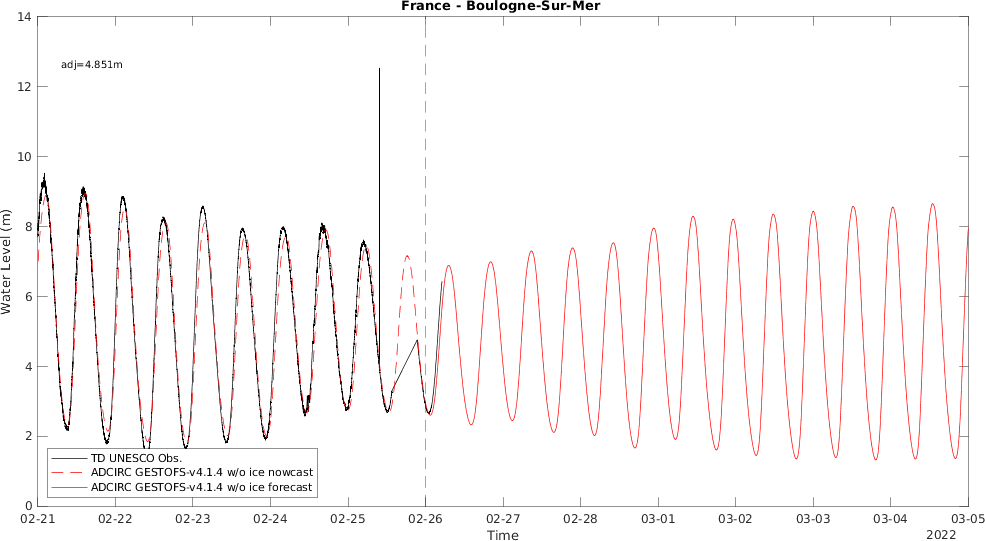 France - Boulogne-Sur-Mer
adj=4.851m
Water Level (m)
14
12
10
8
6
4
2
0
TD UNESCO Obs.
ADCIRC GESTOFS-v4.1.4 w/o ice nowcast
ADCIRC GESTOFS-v4.1.4 w/o ice forecast
02-21 02-22 02-23 02-24 02-25 02-26 02-27 02-28 03-01 03-02 03-03 03-04 03-05
Time
2022